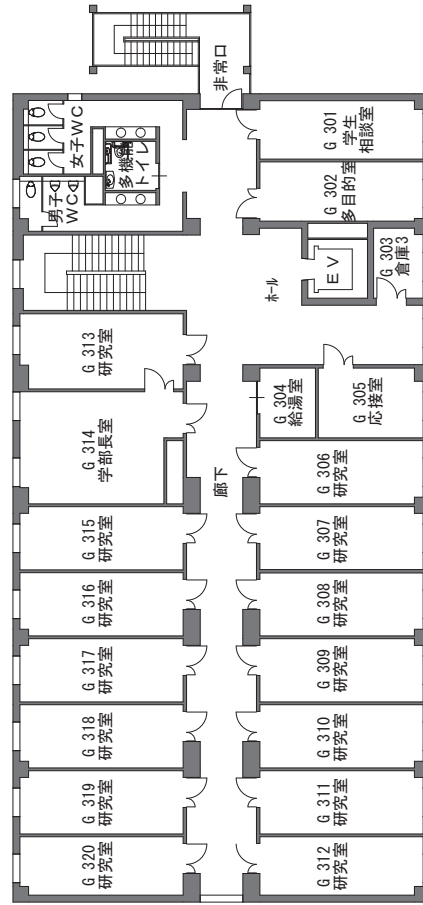 非常口
女子WC
多機能
トイレ
男子
WC
G 301
学生
相談室
G 302
多目的室
G 303
倉庫3
EV
ホール
G 313
研究室
G 304
給湯室
G 305
応接室
G 314
学部長室
廊下
G 306
研究室
G 315
研究室
G 307
研究室
G 316
研究室
G 308
研究室
G 317
研究室
G 309
研究室
G 318
研究室
G 310
研究室
G 319
研究室
G 311
研究室
G 320
研究室
G 312
研究室